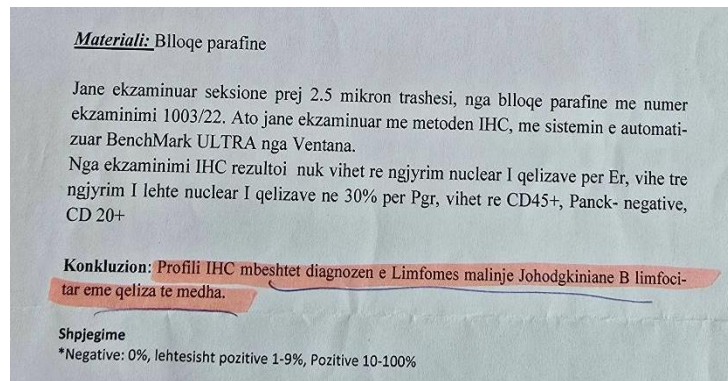 Materiali: Blloqe parafine
Jane ekzaminuar seksione prej 2.5 mikron trashesi, nga blloqe parafine me numer
ekzaminimi 1003/22. Ato jane ekzaminuar me metoden IHC, me sistemin e automati-
zuar BenchMark ULTRA nga Ventana.
Nga ekzaminimi IHC rezultoi nuk vihet re ngjyrim nuclear I qelizave per Er, vihe tre
ngjyrim I lehte nuclear I qelizave ne 30% per Pgr, vihet re CD45+, Panck- negative,
CD 20+
Konkluzion: Profili IHC mbeshtet diagnozen e Limfomes malinje Johodgkiniane B limfoci-
tar eme qeliza te medha.
Shpjegime
*Negative: 0%, lehtesisht pozitive 1-9%, Pozitive 10-100%